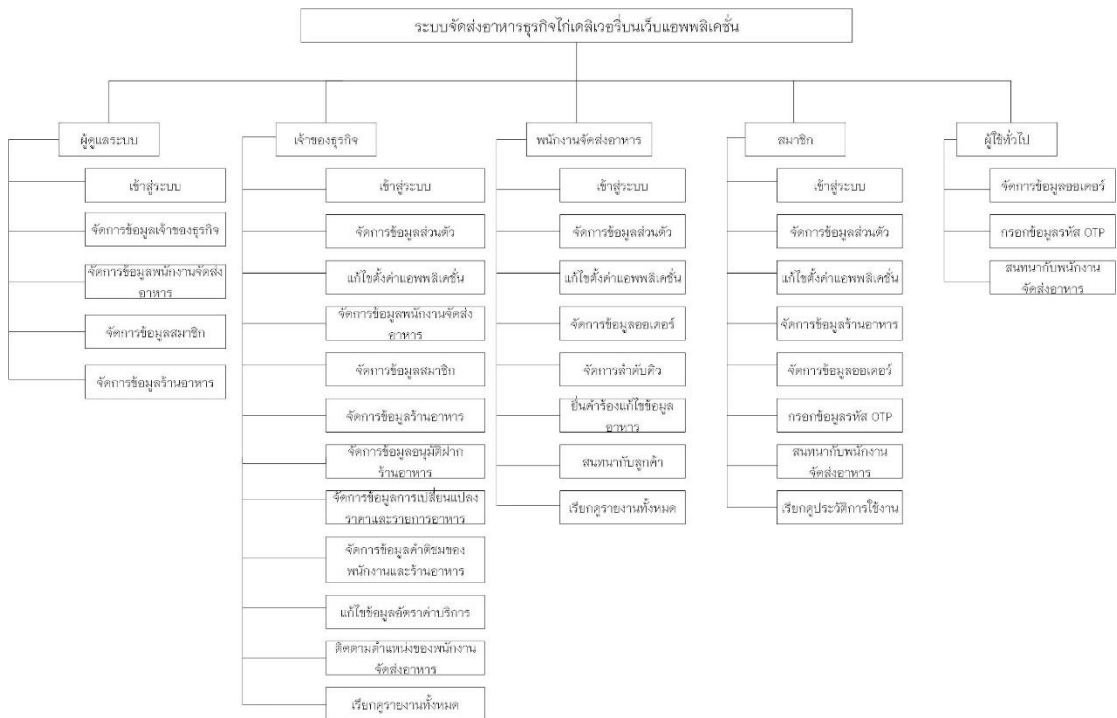 ระบบจัดส่งอาหารธุรกิจไก่เดลิเวอรี่บนเว็บแอพพลิเคชั่น
ผู้ดูแลระบบ
เข้าสู่ระบบ
จัดการข้อมูลเจ้าของธุรกิจ
จัดการข้อมูลพนักงานจัดส่ง
อาหาร
จัดการข้อมูลสมาชิก
จัดการข้อมูลร้านอาหาร
เจ้าของธุรกิจ
เข้าสู่ระบบ
จัดการข้อมูลส่วนตัว
แก้ไขตั้งค่าแอพพลิเคชั่น
จัดการข้อมูลพนักงานจัดส่ง
อาหาร
จัดการข้อมูลสมาชิก
จัดการข้อมูลร้านอาหาร
จัดการข้อมูลอนุมัติฝาก
ร้านอาหาร
จัดการข้อมูลการเปลี่ยนแปลง
ราคาและรายการอาหาร
จัดการข้อมูลคำติชมของ
พนักงานและร้านอาหาร
แก้ไขข้อมูลอัตราค่าบริการ
ติดตามตำแหน่งของพนักงาน
จัดส่งอาหาร
เรียกดูรายงานทั้งหมด
พนักงานจัดส่งอาหาร
เข้าสู่ระบบ
จัดการข้อมูลส่วนตัว
แก้ไขตั้งค่าแอพพลิเคชั่น
จัดการข้อมูลออเดอร์
จัดการลำดับคิว
ยื่นคำร้องแก้ไขข้อมูล
อาหาร
สนทนากับลูกค้า
เรียกดูรายงานทั้งหมด
สมาชิก
เข้าสู่ระบบ
จัดการข้อมูลส่วนตัว
แก้ไขตั้งค่าแอพพลิเคชั่น
จัดการข้อมูลร้านอาหาร
จัดการข้อมูลออเดอร์
กรอกข้อมูลรหัส OTP
สนทนากับพนักงาน
จัดส่งอาหาร
เรียกดูประวัติการใช้งาน
ผู้ใช้ทั่วไป
จัดการข้อมูลออเดอร์
กรอกข้อมูลรหัส OTP
สนทนากับพนักงาน
จัดส่งอาหาร